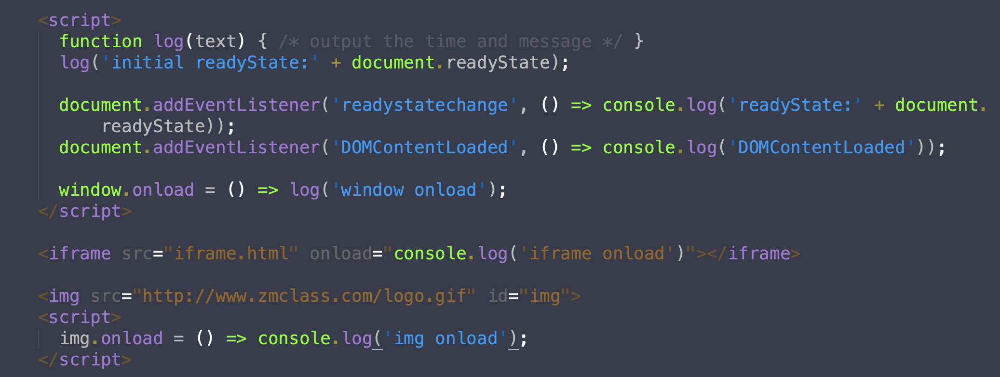 <script>
function log(text) { /* output the time and message */ }
log('initial readyState:' + document.readyState);
document.addEventListener('readystatechange', () => console.log('readyState:' + document.
readyState));
document.addEventListener('DOMContentLoaded', () => console.log('DOMContentLoaded'));
window.onload = () => log('window onload');
</script>
<iframe src="iframe.html" onload="console.log('iframe onload')"></iframe>
<img src="http://www.zmclass.com/logo.gif" id="img">
<script>
img.onload = () => console.log('img onload');
</script>